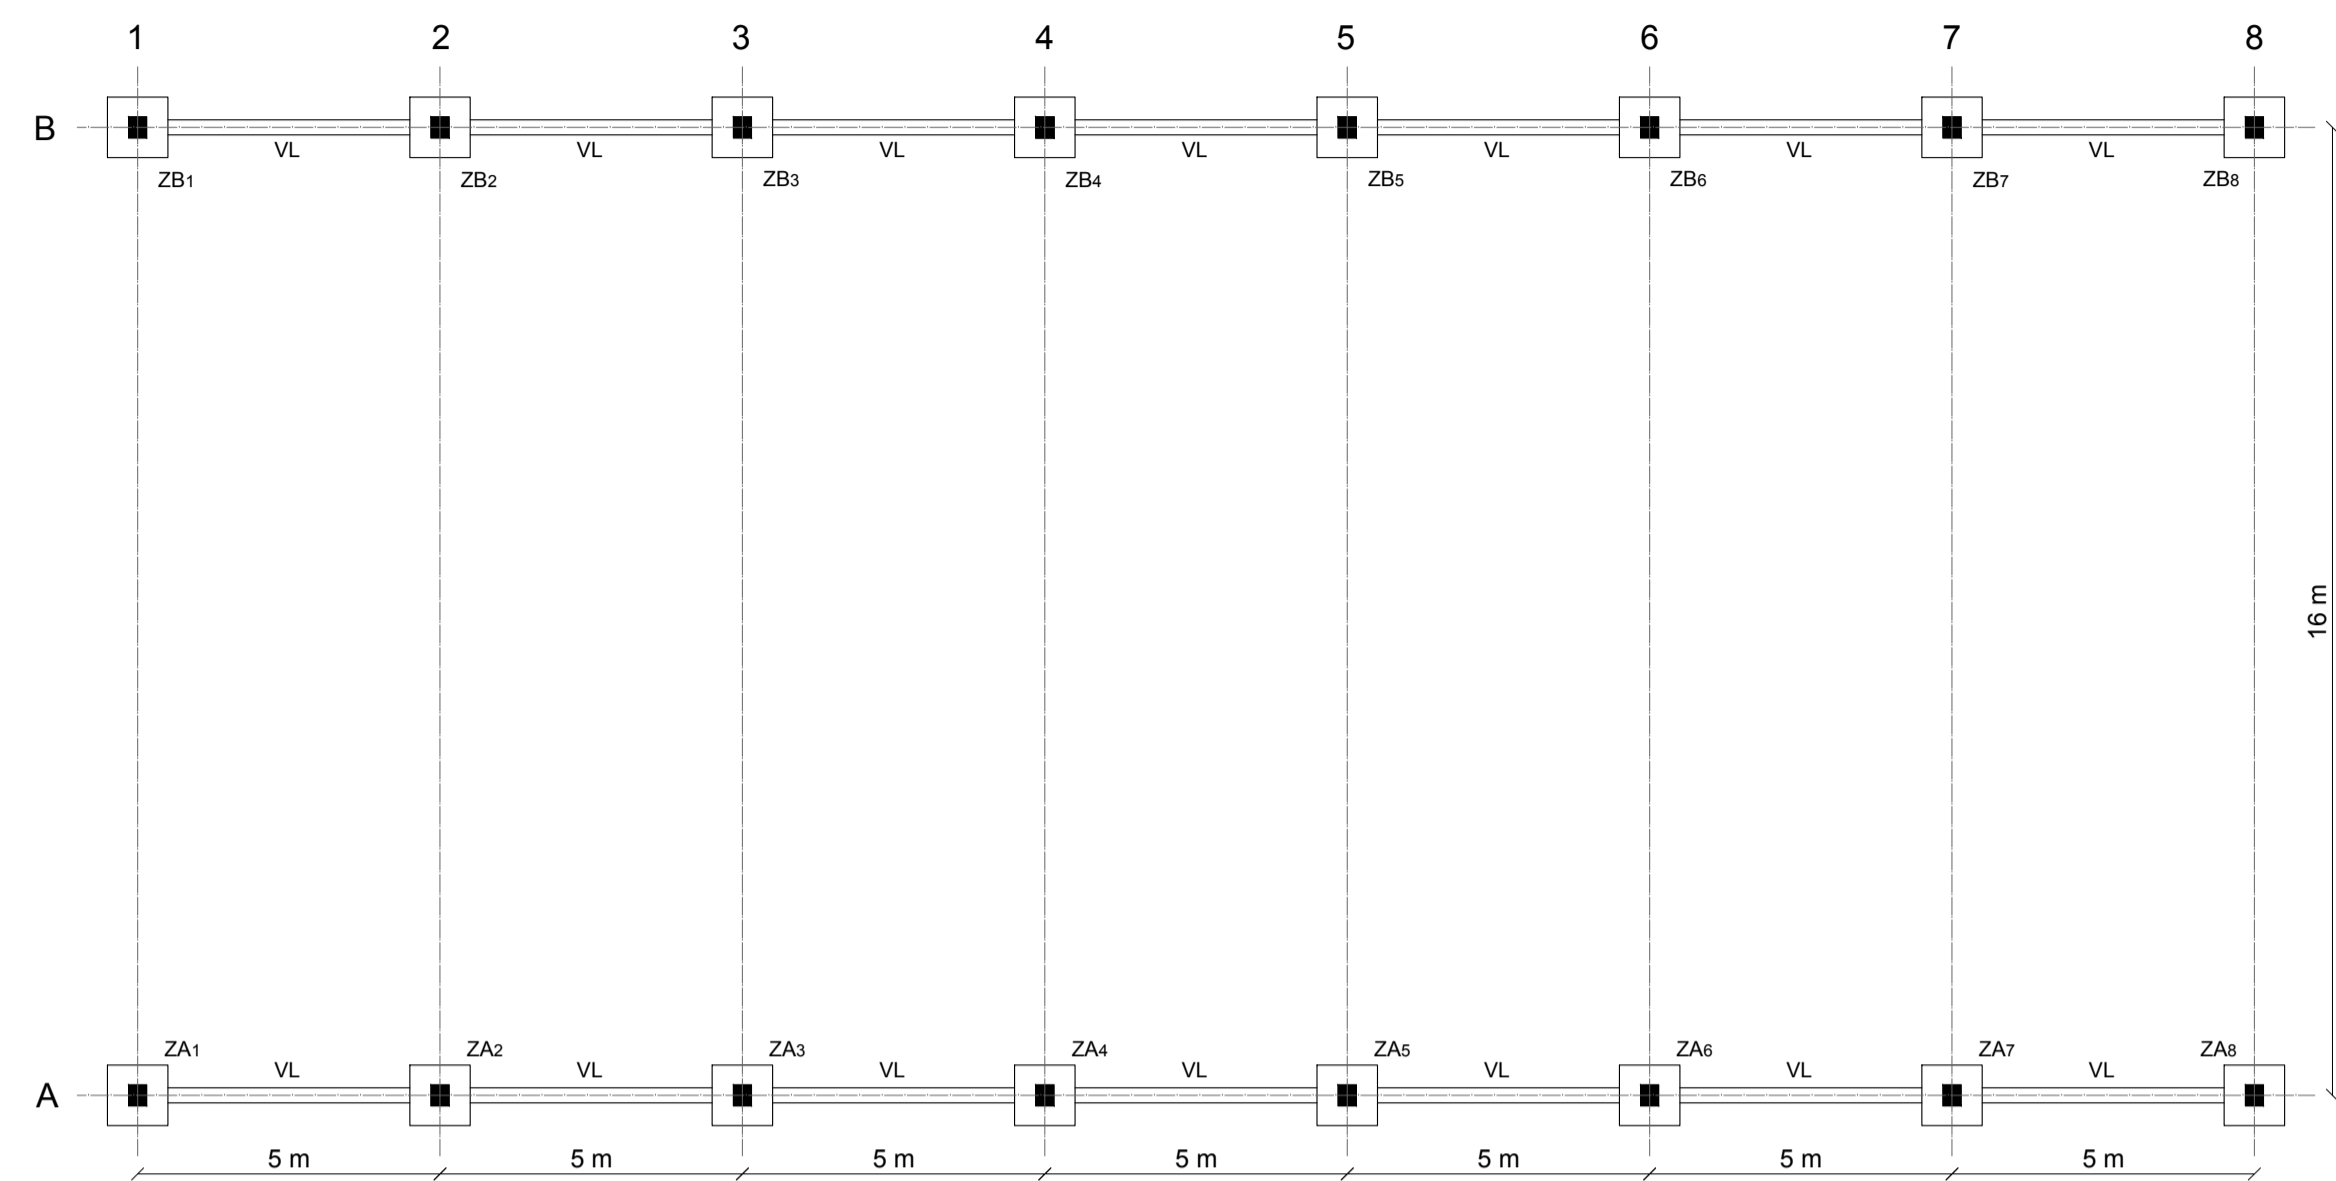 1 2 3 4 5 6 7 8
B
VL VL VL VL VL VL VL
ZB1 ZB2 ZB3 ZB4 ZB5 ZB6 ZB7 ZB8
16 m
ZA1 ZA2 ZA3 ZA4 ZA5 ZA6 ZA7 ZA8
VL VL VL VL VL VL VL
A
5 m 5 m 5 m 5 m 5 m 5 m 5 m